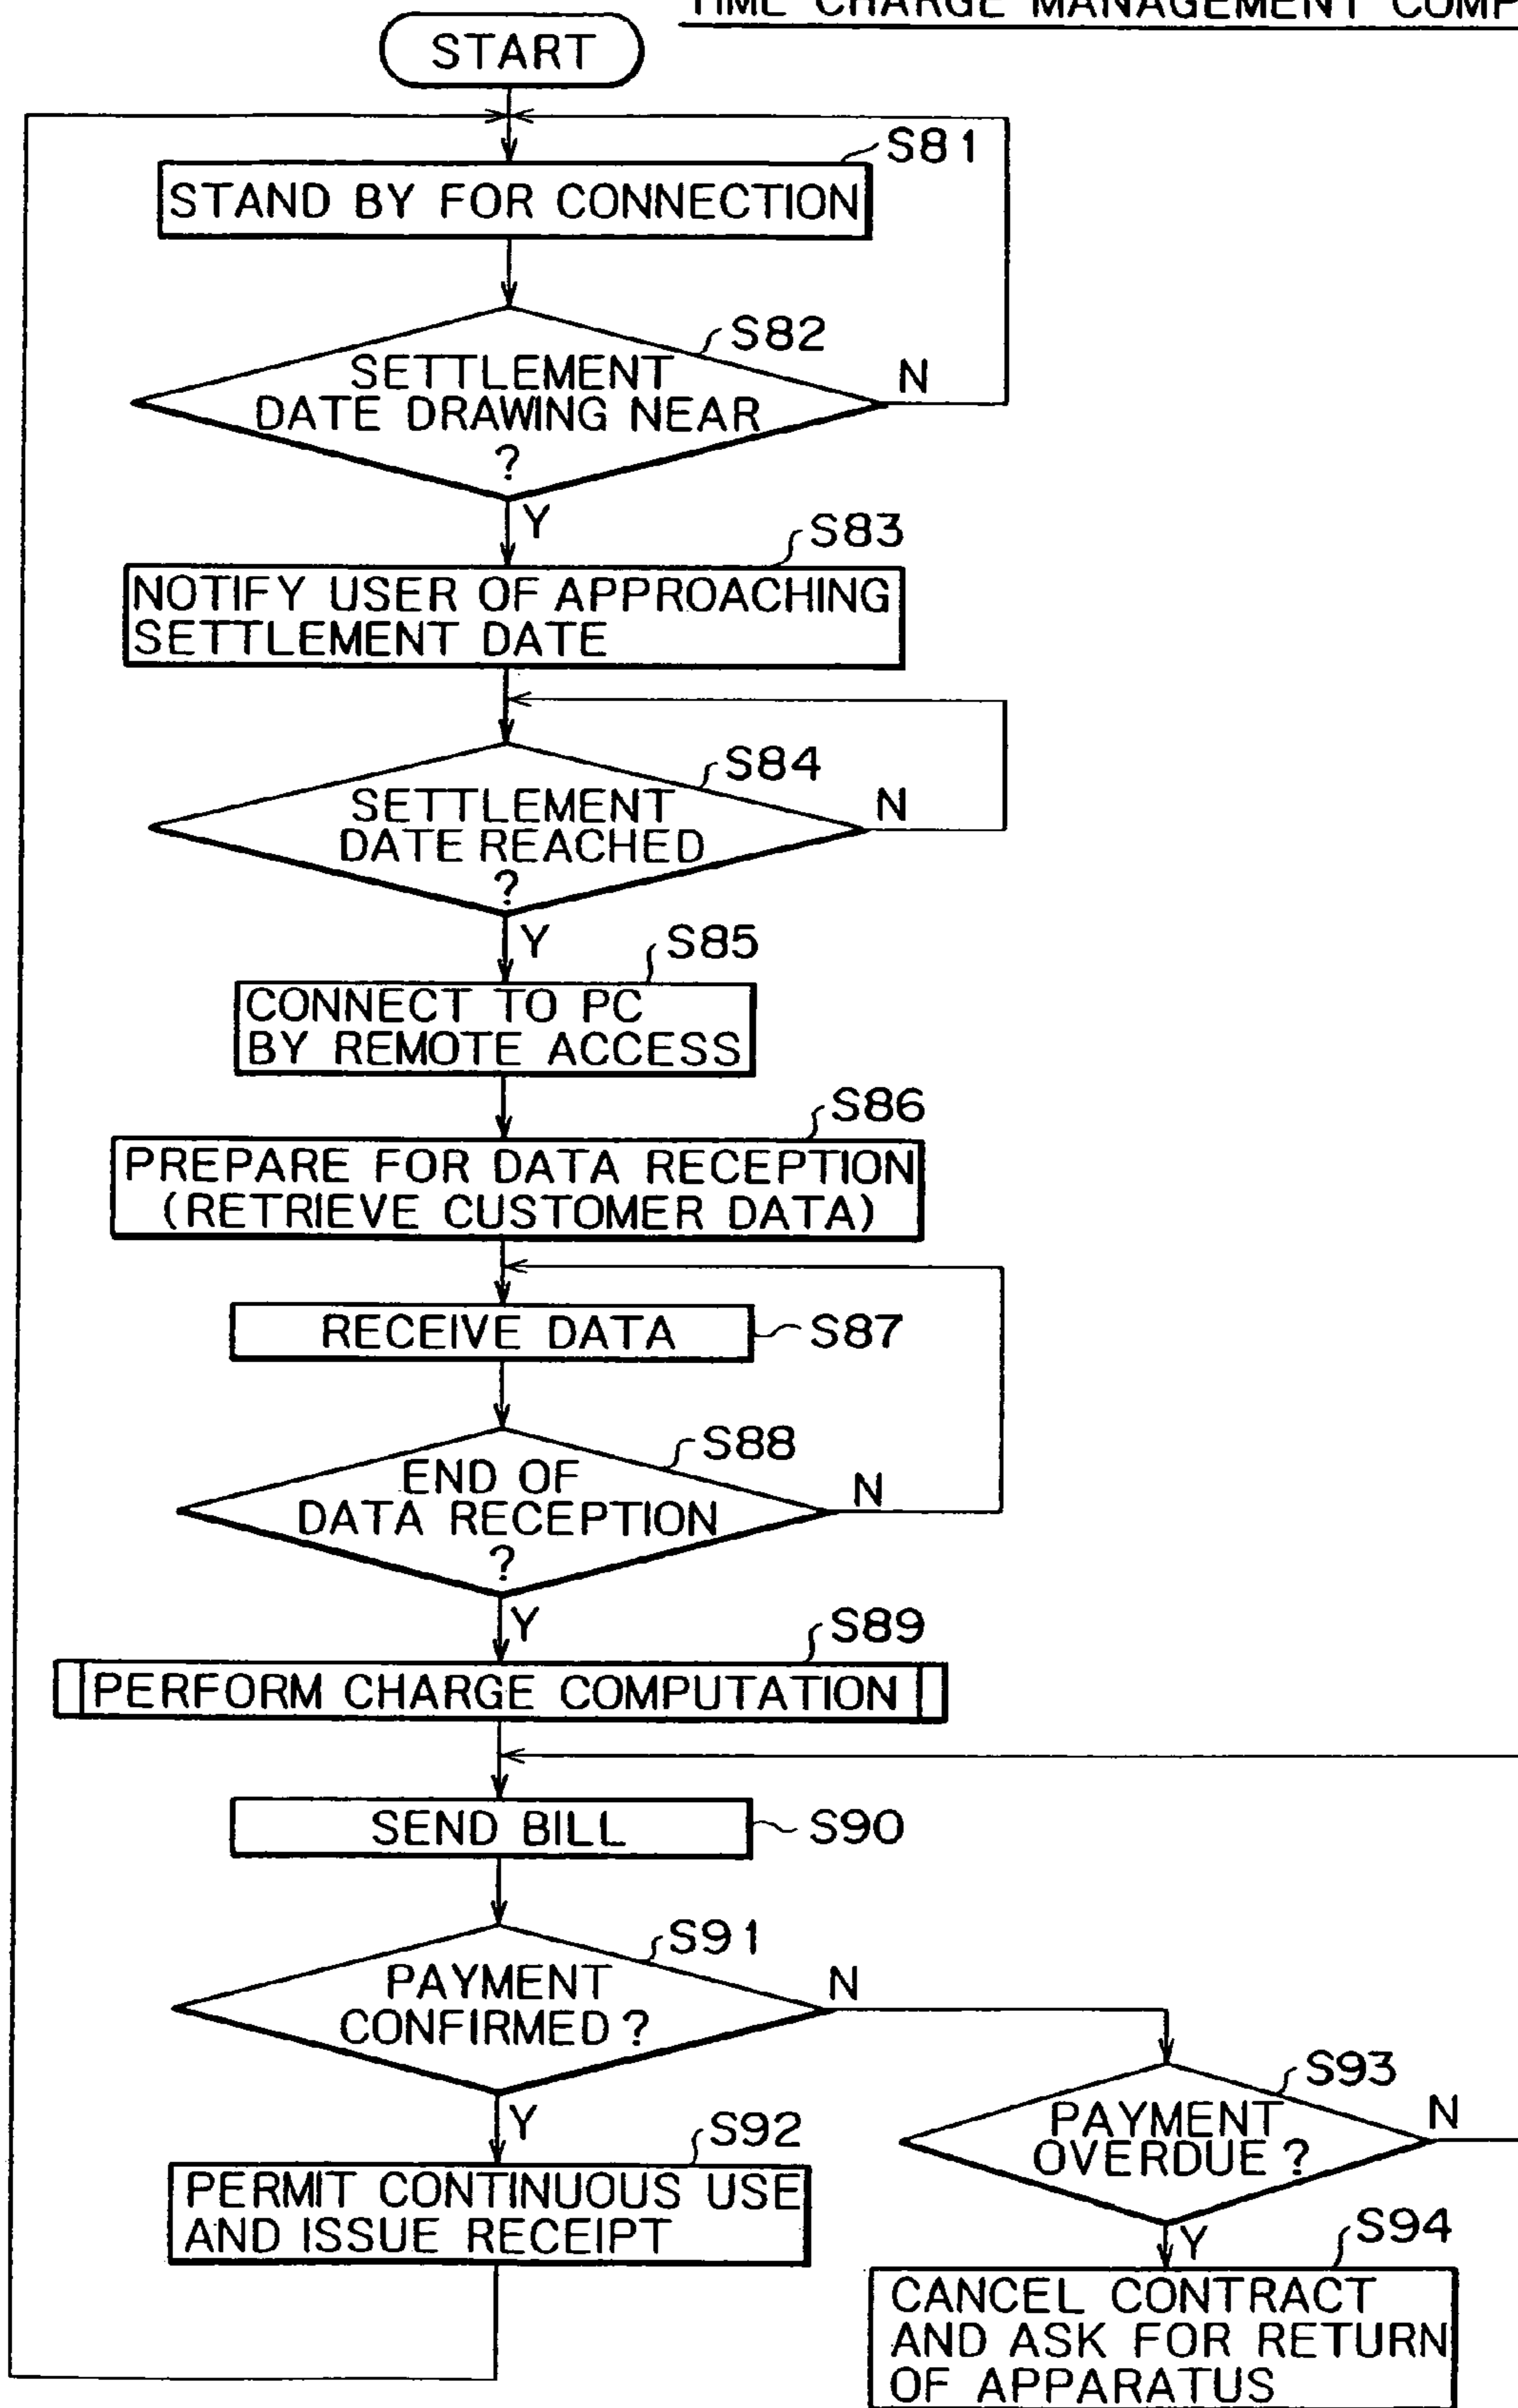 TIME CHARGE MANAGEMENT
START
S81
STAND BY FOR CONNECTION
S82
SETTLEMENT
DATE DRAWING NEAR
?
N
Y
S83
NOTIFY USER OF APPROACHING
SETTLEMENT DATE
S84
SETTLEMENT
DATE REACHED
?
N
Y
S85
CONNECT TO PC
BY REMOTE ACCESS
S86
PREPARE FOR DATA RECEPTION
(RETRIEVE CUSTOMER DATA)
RECEIVE DATA
S87
S88
END OF
DATA RECEPTION
?
N
Y
S89
PERFORM CHARGE COMPUTATION
SEND BILL
S90
S91
PAYMENT
CONFIRMED ?
N
Y
S93
PAYMENT
OVERDUE ?
N
S92
PERMIT CONTINUOUS USE
AND ISSUE RECEIPT
Y
S94
CANCEL CONTRACT
AND ASK FOR RETURN
OF APPARATUS